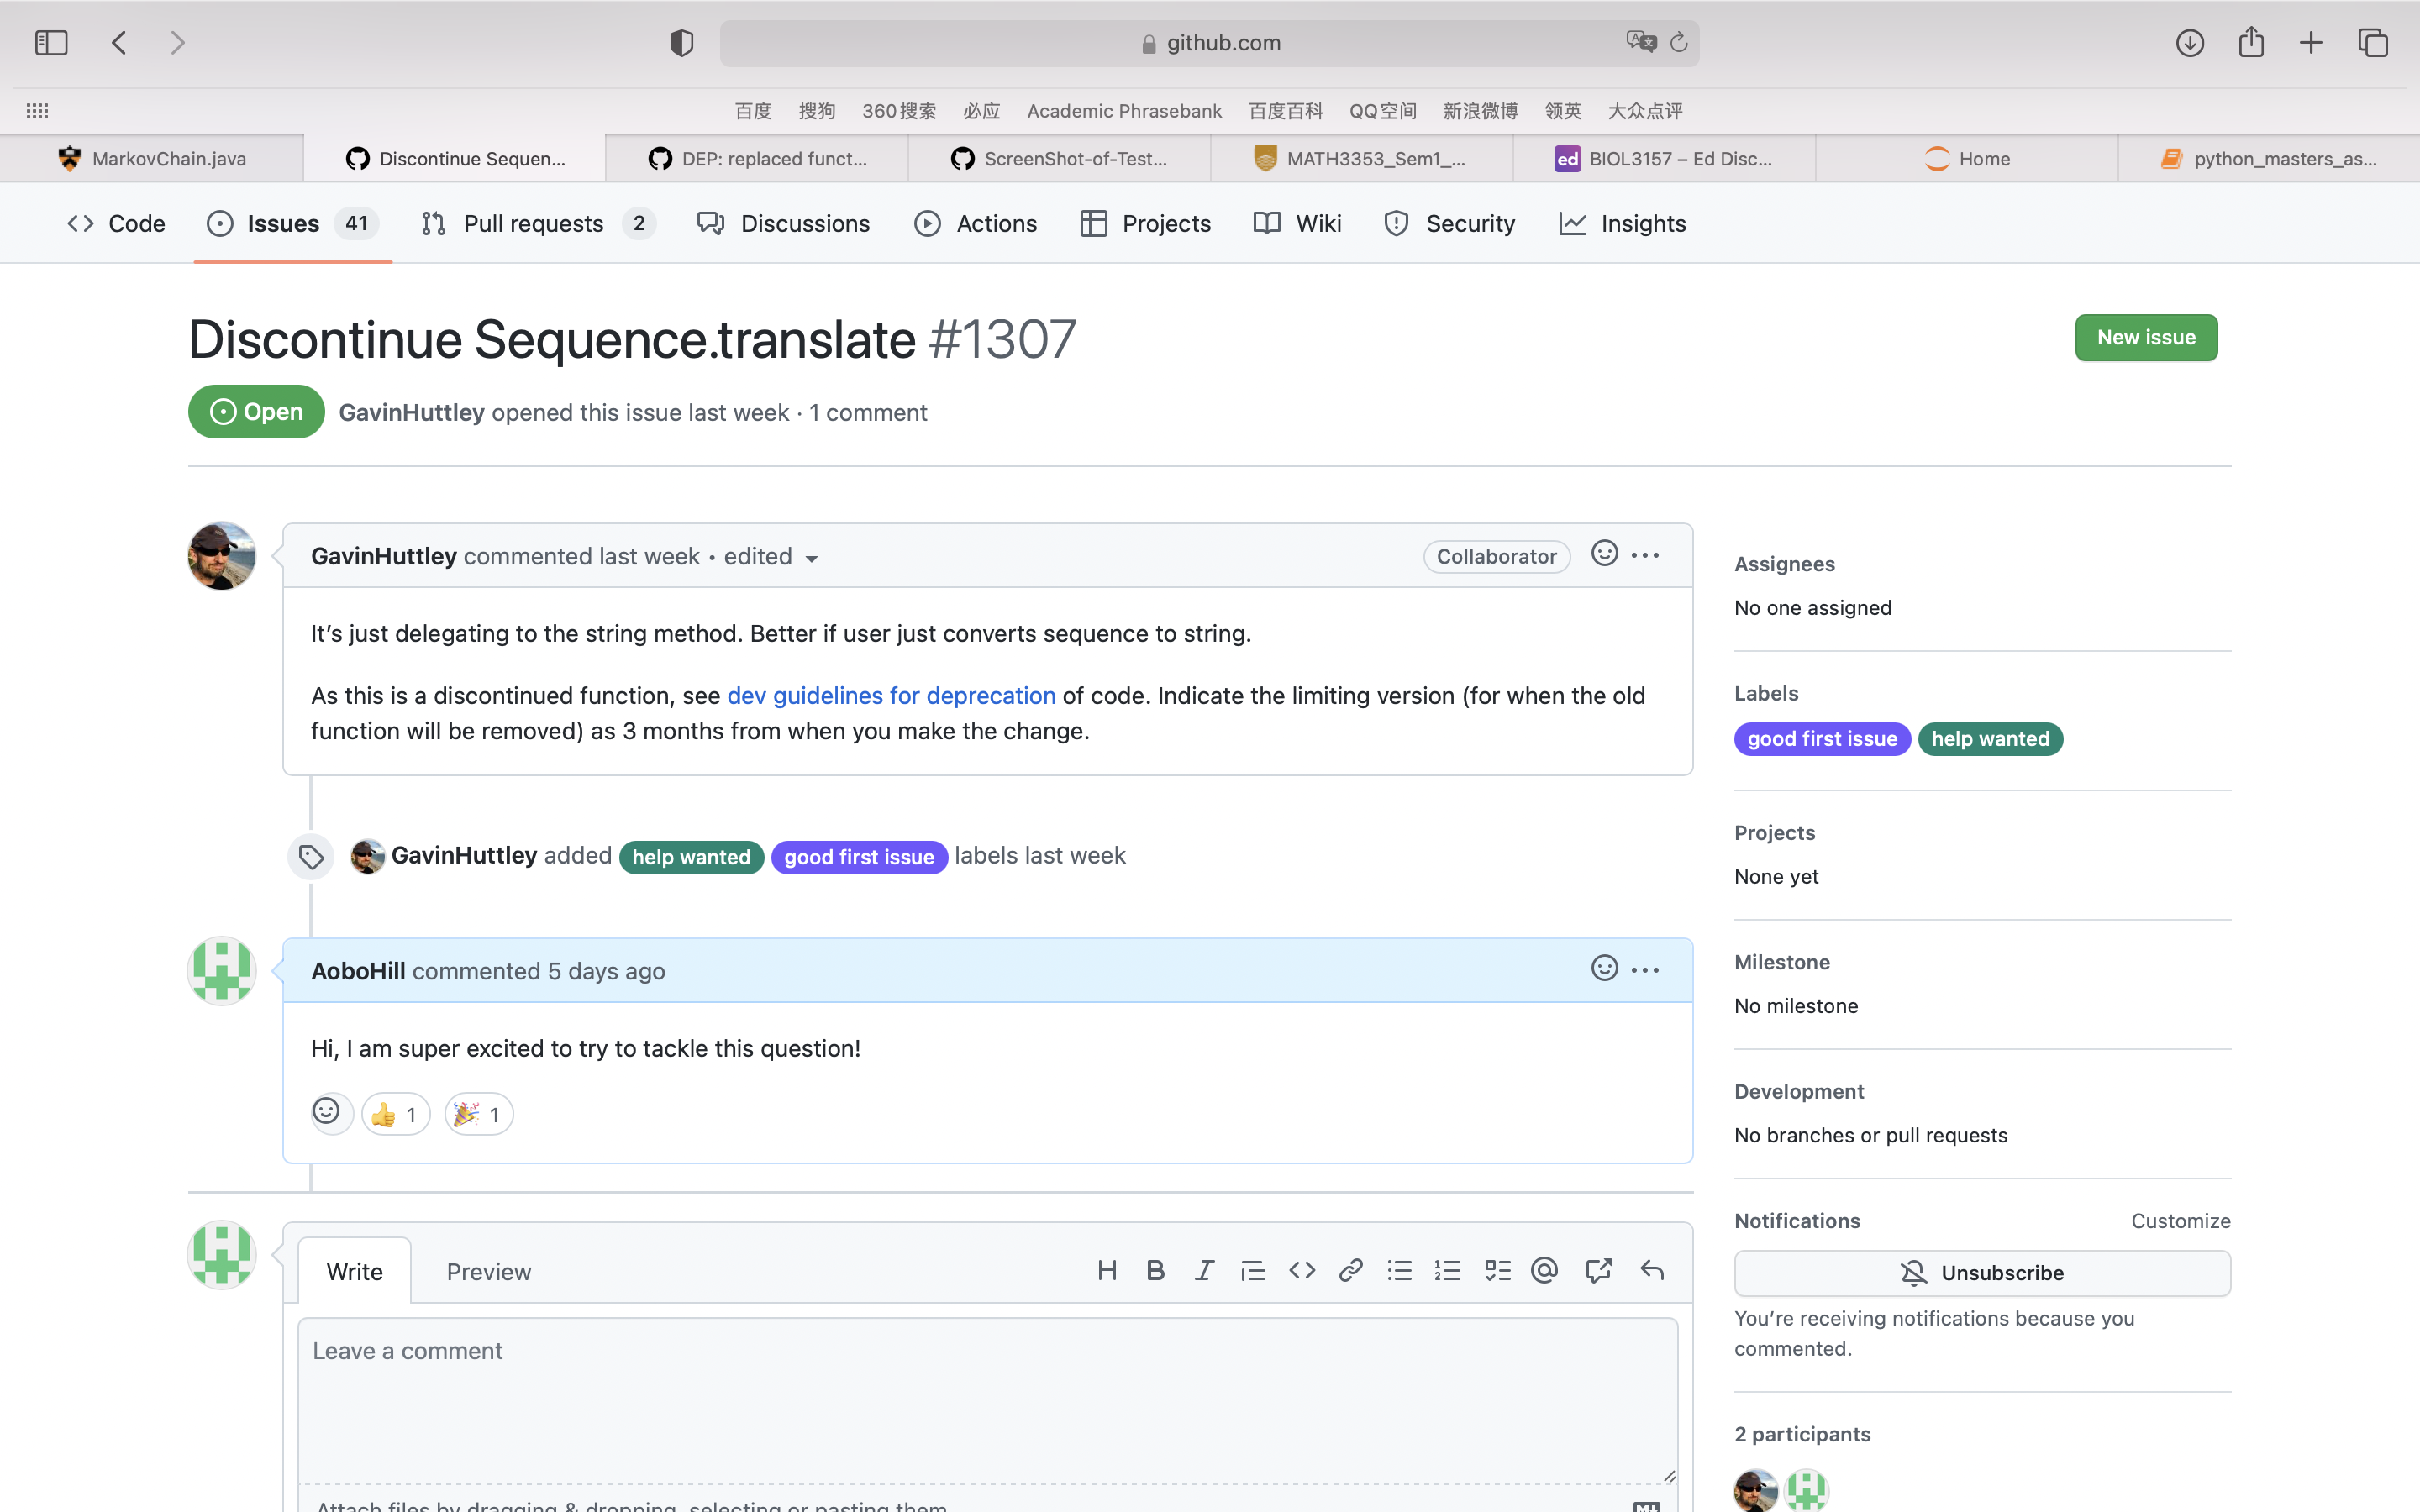 github.com
百度 搜狗 360搜索 必应 Academic Phrasebank 百度百科 QQ空间 新浪微博 领英 大众点评
MarkovChain.java Discontinue Sequen... DEP: replaced funct... ScreenShot-of-Test... MATH3353_Sem1_... ed BIOL3157 – Ed Disc... Home python_masters_as...
Code Issues 41 Pull requests 2 Discussions Actions Projects Wiki Security Insights
Discontinue Sequence.translate #1307
New issue
Open GavinHuttley opened this issue last week · 1 comment
GavinHuttley commented last week • edited
Collaborator
It’s just delegating to the string method. Better if user just converts sequence to string.
As this is a discontinued function, see dev guidelines for deprecation of code. Indicate the limiting version (for when the old
function will be removed) as 3 months from when you make the change.
GavinHuttley added help wanted good first issue labels last week
AoboHill commented 5 days ago
Hi, I am super excited to try to tackle this question!
👍 1 🎉 1
Write Preview
Leave a comment
Attach files by dragging & dropping, selecting or pasting them.
Assignees
No one assigned
Labels
good first issue help wanted
Projects
None yet
Milestone
No milestone
Development
No branches or pull requests
Notifications Customize
Unsubscribe
You’re receiving notifications because you
commented.
2 participants